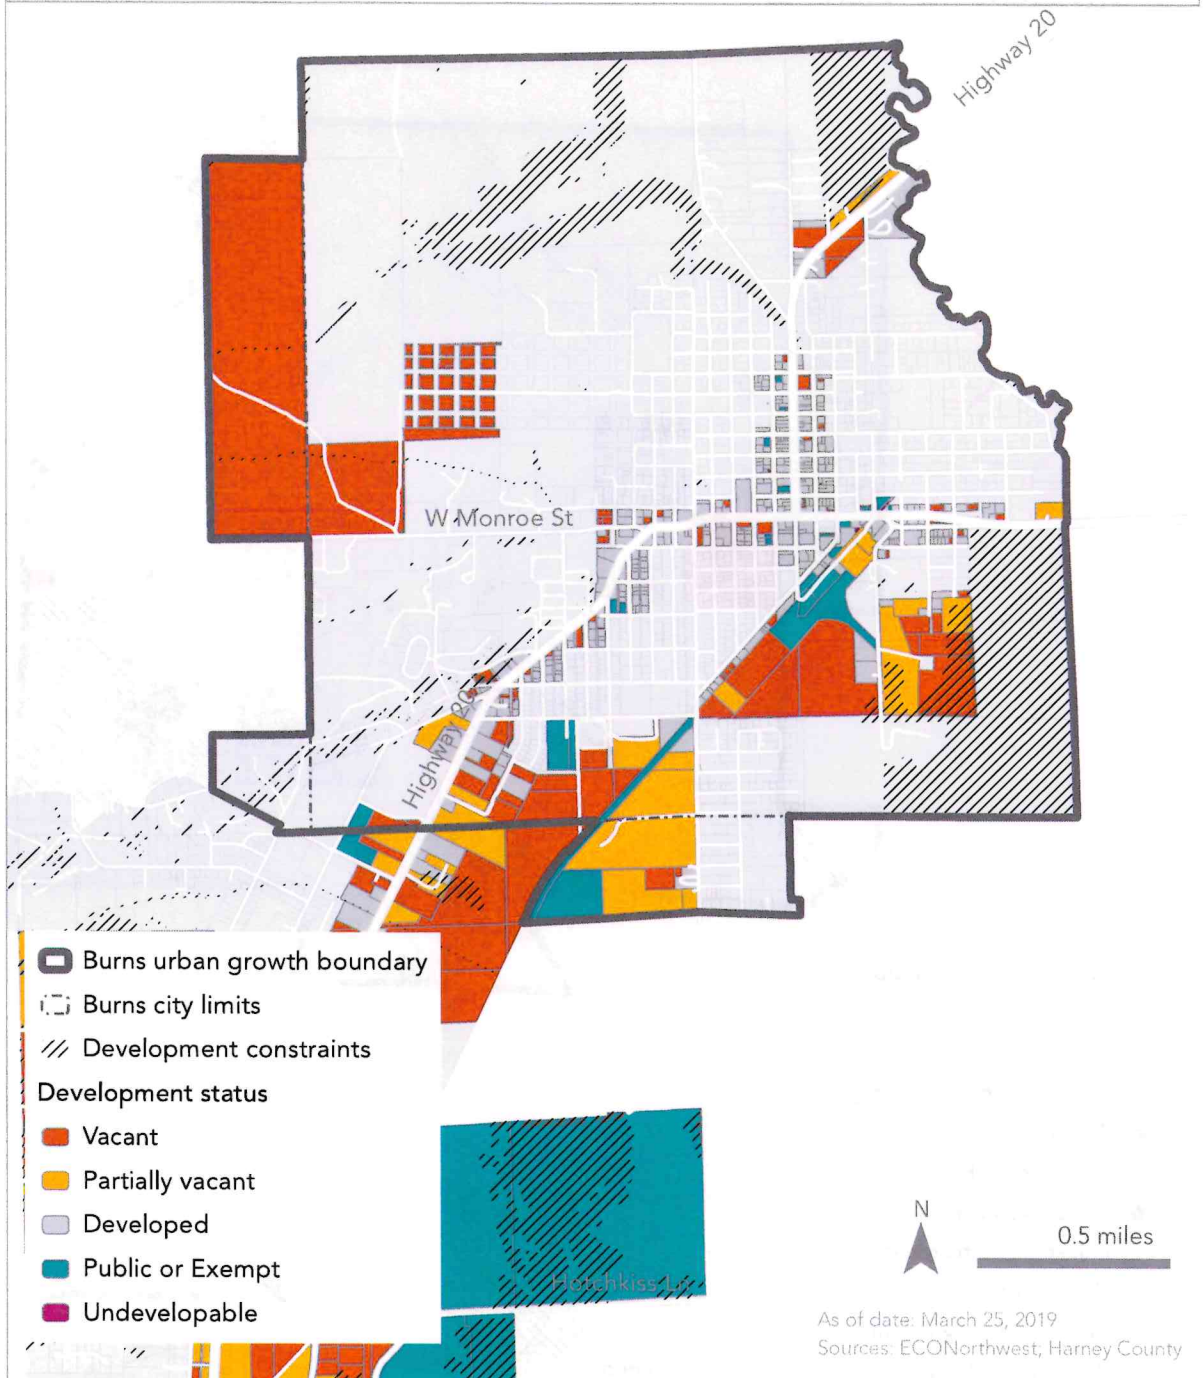 Highway 20
W Monroe St
Highway 20
Burns urban growth boundary
Burns city limits
Development constraints
Development status
Vacant
Partially vacant
Developed
Public or Exempt
Undevelopable
Hotchkiss Ln
N
0.5 miles
As of date: March 25, 2019
Sources: ECONorthwest; Harney County